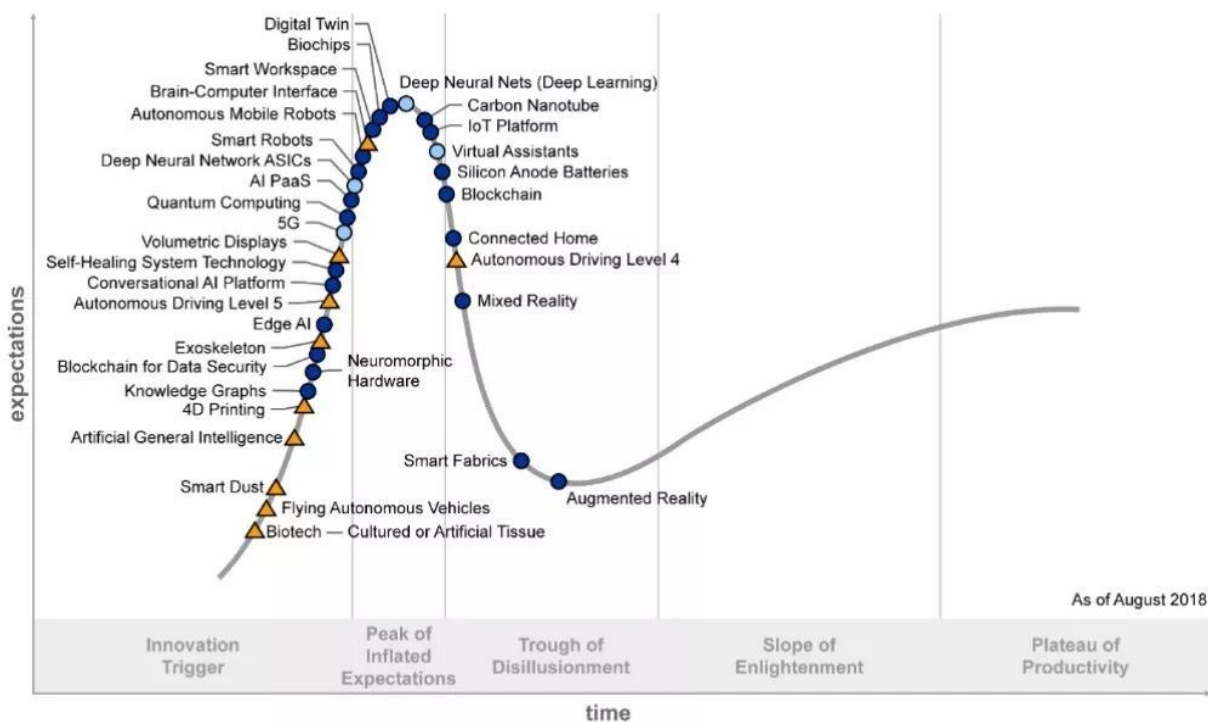 Digital Twin
Biochips
Smart Workspace
Brain-Computer Interface
Autonomous Mobile Robots
Smart Robots
Deep Neural Network ASICs
AI PaaS
Quantum Computing
5G
Volumetric Displays
Self-Healing System Technology
Conversational AI Platform
Autonomous Driving Level 5
Edge AI
Exoskeleton
Blockchain for Data Security
Neuromorphic
Hardware
Knowledge Graphs
4D Printing
Artificial General Intelligence
Smart Dust
Flying Autonomous Vehicles
Biotech — Cultured or Artificial Tissue
Deep Neural Nets (Deep Learning)
Carbon Nanotube
IoT Platform
Virtual Assistants
Silicon Anode Batteries
Blockchain
Connected Home
Autonomous Driving Level 4
Mixed Reality
Smart Fabrics
Augmented Reality
As of August 2018
expectations
Innovation
Trigger
Peak of
Inflated
Expectations
Trough of
Disillusionment
Slope of
Enlightenment
Plateau of
Productivity
time